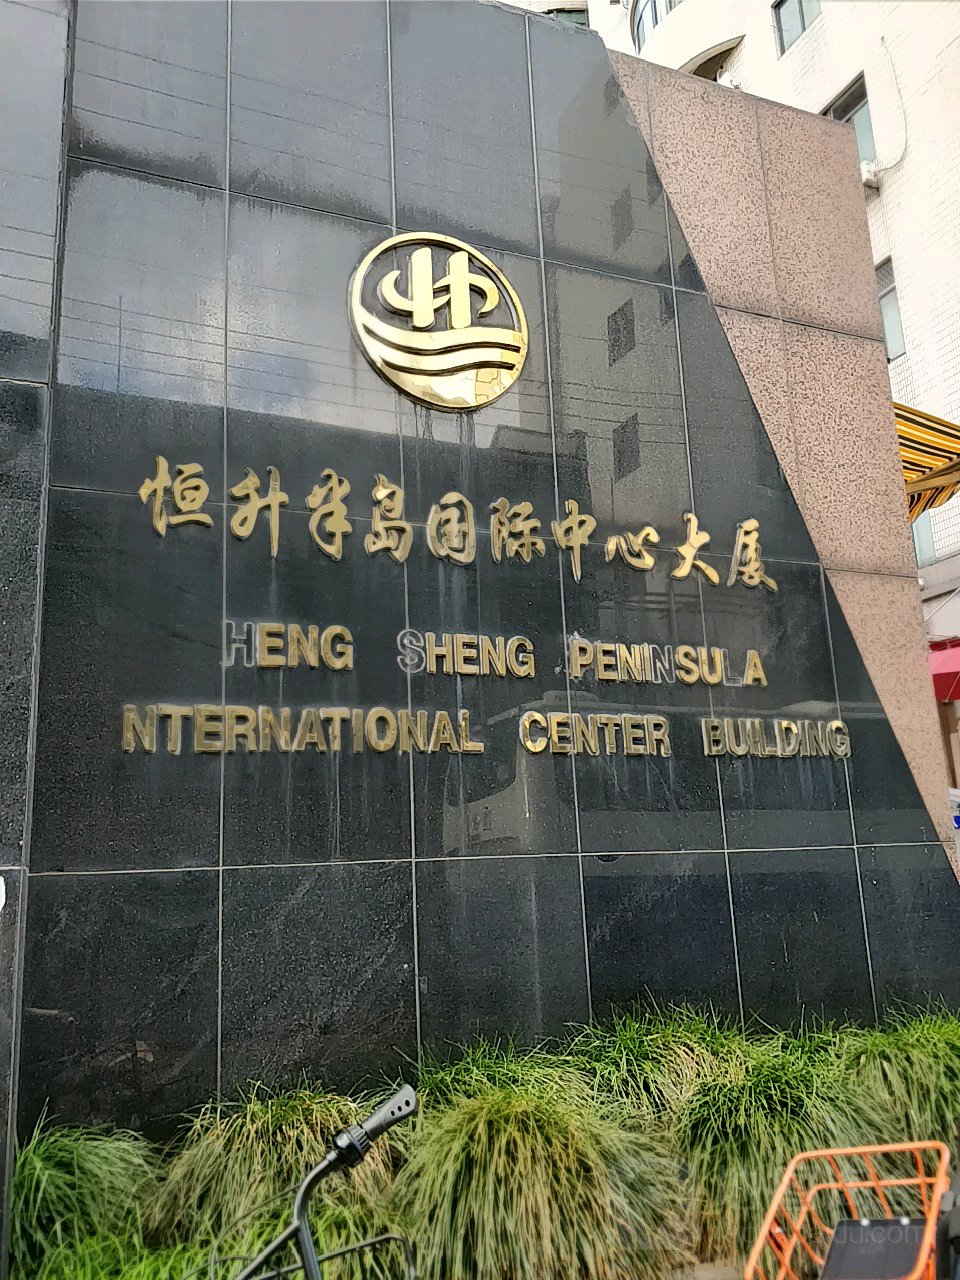 恒升半岛国际中心大厦
HENG SHENG PENINSULA
NTERNATIONAL CENTER BUILDING